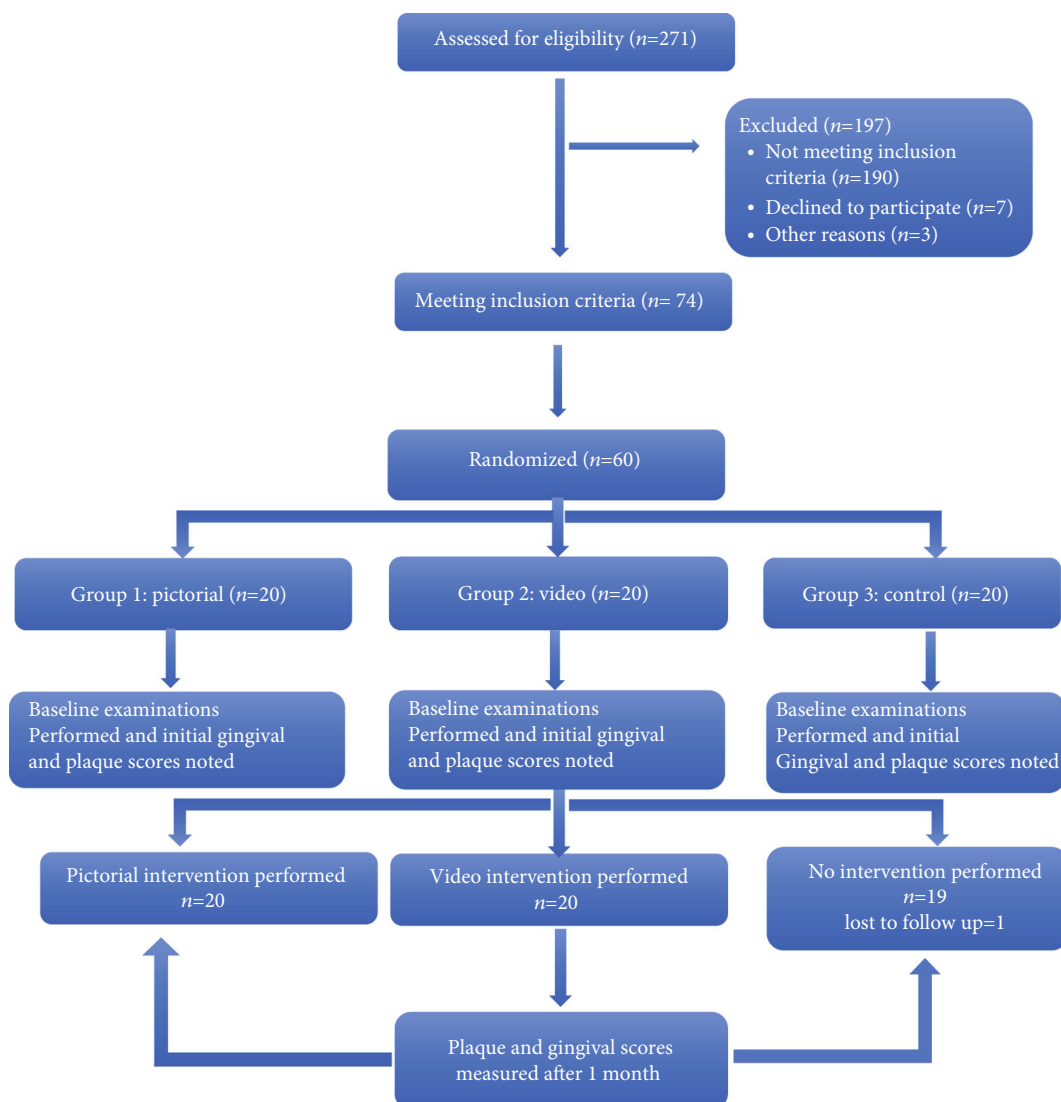 Assessed for eligibility (n=271)
Excluded (n=197)
• Not meeting inclusion
criteria (n=190)
• Declined to participate (n=7)
• Other reasons (n=3)
Meeting inclusion criteria (n= 74)
Randomized (n=60)
Group 1: pictorial (n=20)
Group 2: video (n=20)
Group 3: control (n=20)
Baseline examinations
Performed and initial gingival
and plaque scores noted
Baseline examinations
Performed and initial gingival
and plaque scores noted
Baseline examinations
Performed and initial
Gingival and plaque scores noted
Pictorial intervention performed
n=20
Video intervention performed
n=20
No intervention performed
n=19
lost to follow up=1
Plaque and gingival scores
measured after 1 month